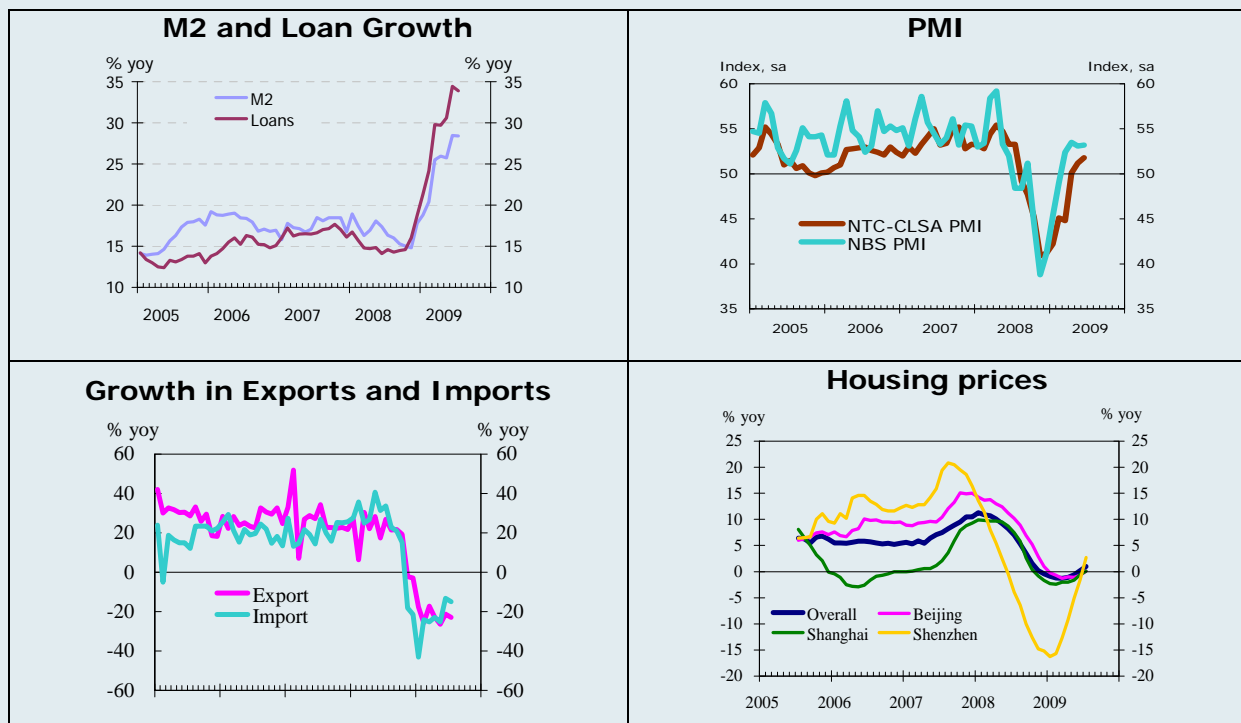 M2 and Loan Growth
% yoy % yoy
35 35
30 30
25 25
20 20
15 15
10 10
M2
Loans
2005 2006 2007 2008 2009
PMI
Index, sa Index, sa
60 60
55 55
50 50
45 45
40 40
35 35
NTC-CLSA PMI
NBS PMI
2005 2006 2007 2008 2009
Growth in Exports and Imports
% yoy % yoy
60 60
40 40
20 20
0 0
-20 -20
-40 -40
-60 -60
Export
Import
Housing prices
% yoy % yoy
25 25
20 20
15 15
10 10
5 5
0 0
-5 -5
-10 -10
-15 -15
-20 -20
Overall Beijing
Shanghai Shenzhen
2005 2006 2007 2008 2009